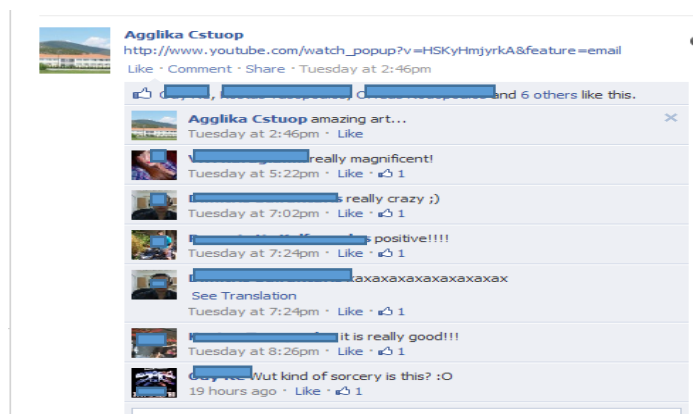 Agglika Cstuop
http://www.youtube.com/watch_popup?v=HSKyHmjyrkA&feature=email
Like · Comment · Share · Tuesday at 2:46pm
and 6 others like this.
Agglika Cstuop amazing art...
Tuesday at 2:46pm · Like
really magnificent!
Tuesday at 5:22pm · Like · 1
really crazy ;)
Tuesday at 7:02pm · Like · 1
positive!!!!
Tuesday at 7:24pm · Like · 1
xaxaxaxaxaxaxaxaxax
See Translation
Tuesday at 7:24pm · Like · 1
it is really good!!!
Tuesday at 8:26pm · Like · 1
Wut kind of sorcery is this? :O
19 hours ago · Like · 1